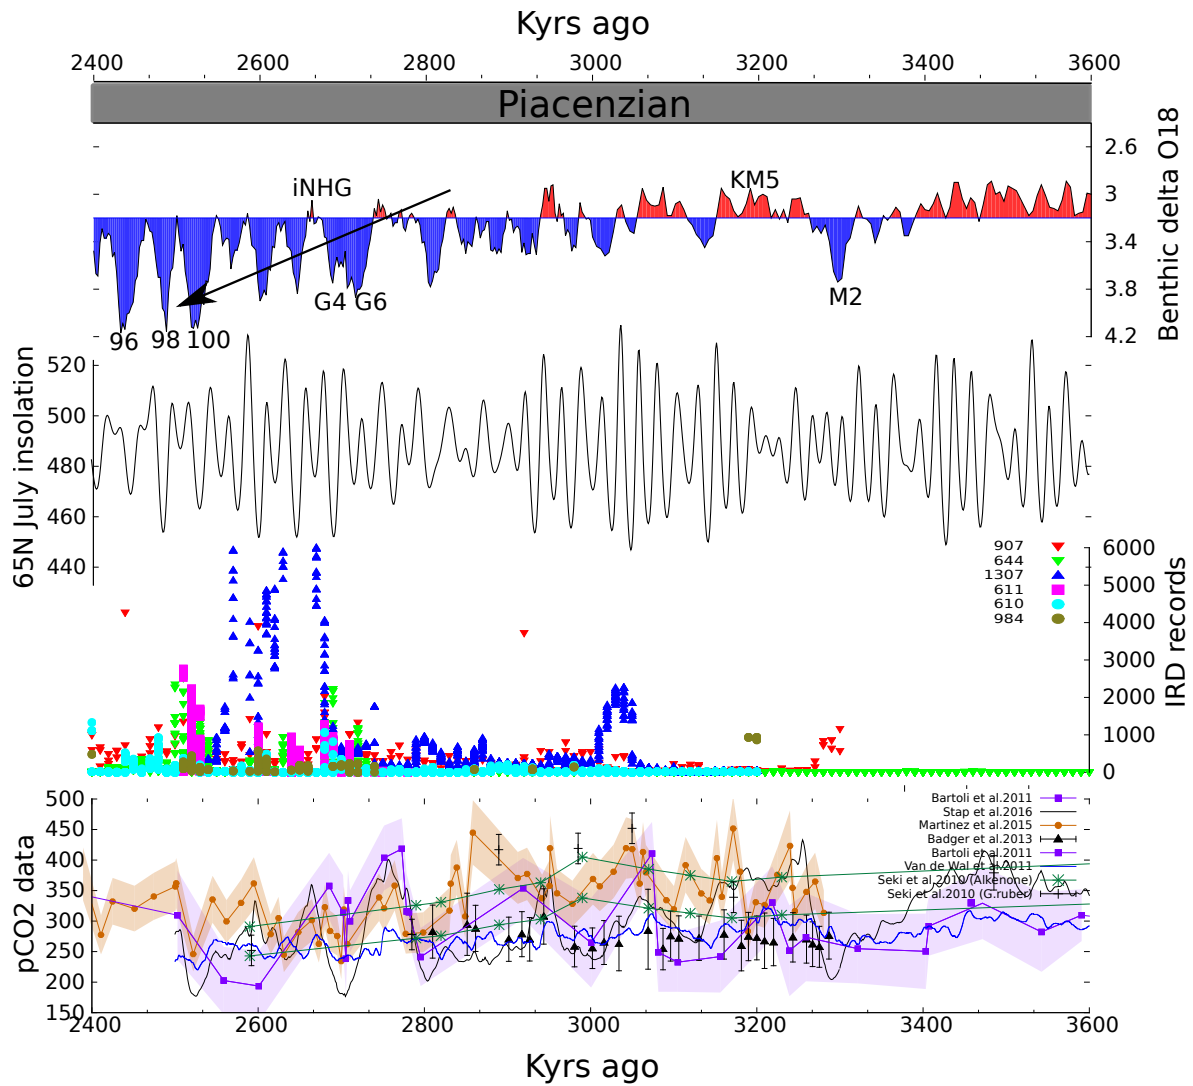 Kyrs ago
2400 2600 2800 3000 3200 3400 3600
Piacenzian
2.6
3
3.4
3.8
4.2
Benthic delta O18
iNHG
KM5
G4 G6
M2
96 98 100
65N July insolation
520
500
480
460
440
907
644
1307
611
610
984
6000
5000
4000
3000
2000
1000
0
IRD records
pCO2 data
500
450
400
350
300
250
200
150
Bartoli et al.2011
Stap et al.2016
Martinez et al.2015
Badger et al.2013
Bartoli et al.2011
Van de Wal et al.2011
Seki et al.2010 (Alkenone)
Seki et al.2010 (G.ruber)
2400 2600 2800 3000 3200 3400 3600
Kyrs ago